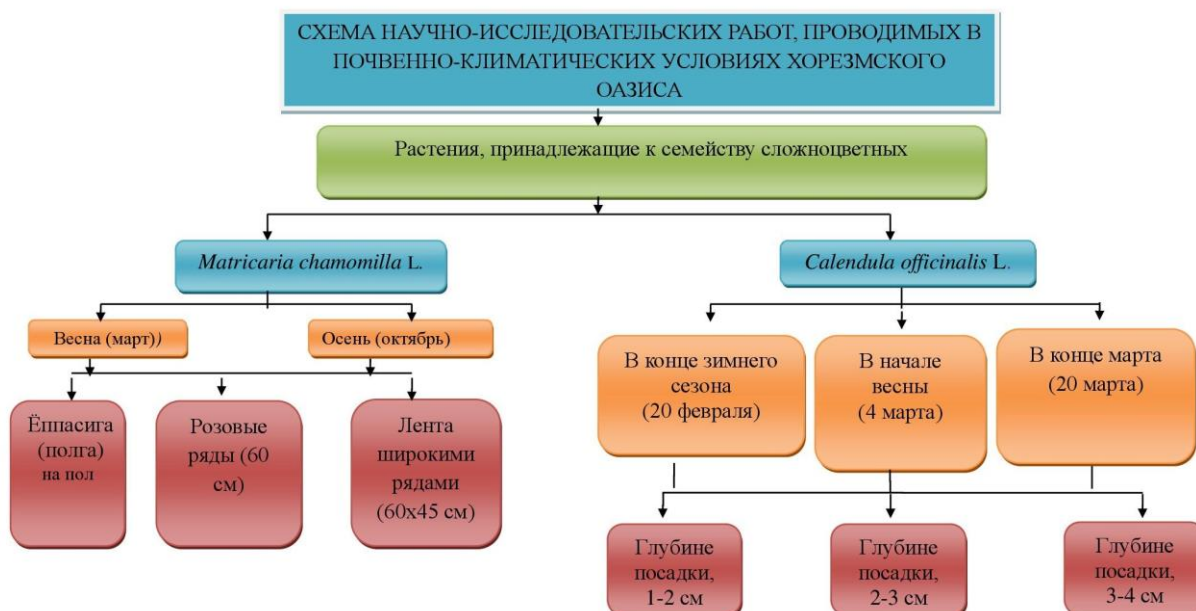 СХЕМА НАУЧНО-ИССЛЕДОВАТЕЛЬСКИХ РАБОТ, ПРОВОДИМЫХ В
ПОЧВЕННО-КЛИМАТИЧЕСКИХ УСЛОВИЯХ ХОРЕЗМСКОГО
ОАЗИСА
Растения, принадлежащие к семейству сложноцветных
Matricaria chamomilla L.
Calendula officinalis L.
Весна (март))
Осень (октябрь)
В конце зимнего
сезона
(20 февраля)
В начале
весны
(4 марта)
В конце марта
(20 марта)
Ёппасига
(полга)
на пол
Розовые
ряды (60
см)
Лента
широкими
рядами
(60х45 см)
Глубине
посадки,
1-2 см
Глубине
посадки,
2-3 см
Глубине
посадки,
3-4 см